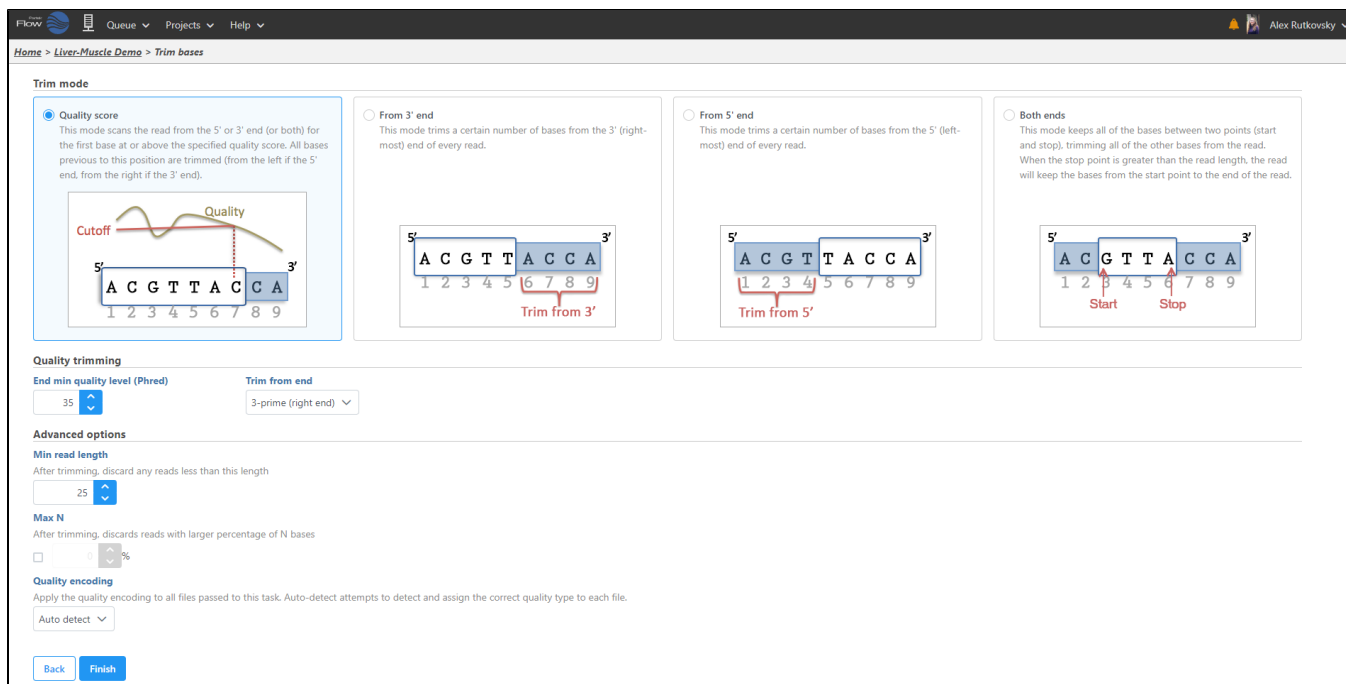 Flow Queue Projects Help Alex Rutkovsky
Home > Liver-Muscle Demo > Trim bases
Trim mode
Quality score
This mode scans the read from the 5' or 3' end (or both) for
the first base at or above the specified quality score. All bases
previous to this position are trimmed (from the left if the 5'
end, from the right if the 3' end).
Quality
Cutoff
5' 3'
A C G T T A C C A
1 2 3 4 5 6 7 8 9
From 3' end
This mode trims a certain number of bases from the 3' (right-
most) end of every read.
5' 3'
A C G T T A C C A
1 2 3 4 5 6 7 8 9
Trim from 3'
From 5' end
This mode trims a certain number of bases from the 5' (left-
most) end of every read.
5' 3'
A C G T T A C C A
1 2 3 4 5 6 7 8 9
Trim from 5'
Both ends
This mode keeps all of the bases between two points (start
and stop), trimming all of the other bases from the read.
When the stop point is greater than the read length, the read
will keep the bases from the start point to the end of the read.
5' 3'
A C G T T A C C A
1 2 3 4 5 6 7 8 9
Start Stop
Quality trimming
End min quality level (Phred) Trim from end
35 3-prime (right end)
Advanced options
Min read length
After trimming, discard any reads less than this length
25
Max N
After trimming, discards reads with larger percentage of N bases
0 %
Quality encoding
Apply the quality encoding to all files passed to this task. Auto-detect attempts to detect and assign the correct quality type to each file.
Auto detect
Back Finish